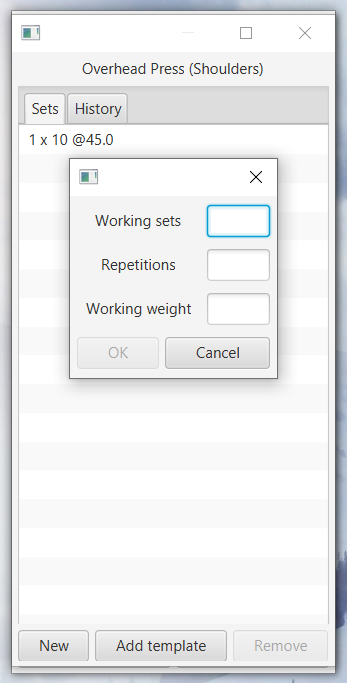 Overhead Press (Shoulders)
Sets History
1 x 10 @45.0
Working sets
Repetitions
Working weight
OK Cancel
New Add template Remove